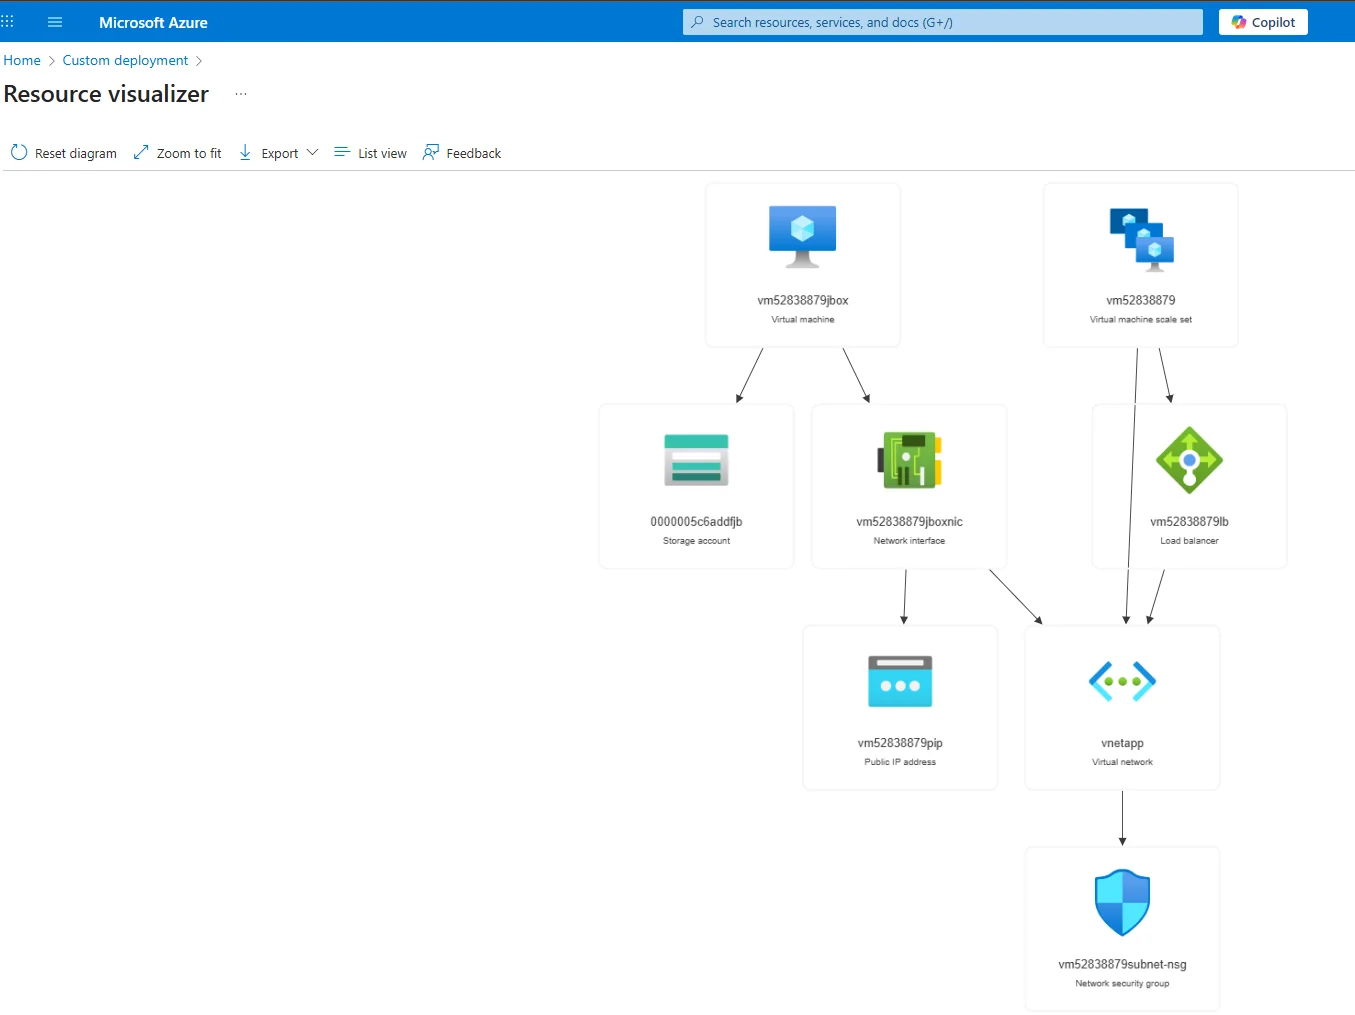 Microsoft Azure
Search resources, services, and docs (G+/)
Copilot
Home > Custom deployment >
Resource visualizer ...
Reset diagram
Zoom to fit
Export
List view
Feedback
vm52838879jbox
Virtual machine
vm52838879
Virtual machine scale set
0000005c6addfjb
Storage account
vm52838879jboxnic
Network interface
vm52838879lb
Load balancer
vm52838879pip
Public IP address
vnetapp
Virtual network
vm52838879subnet-nsg
Network security group